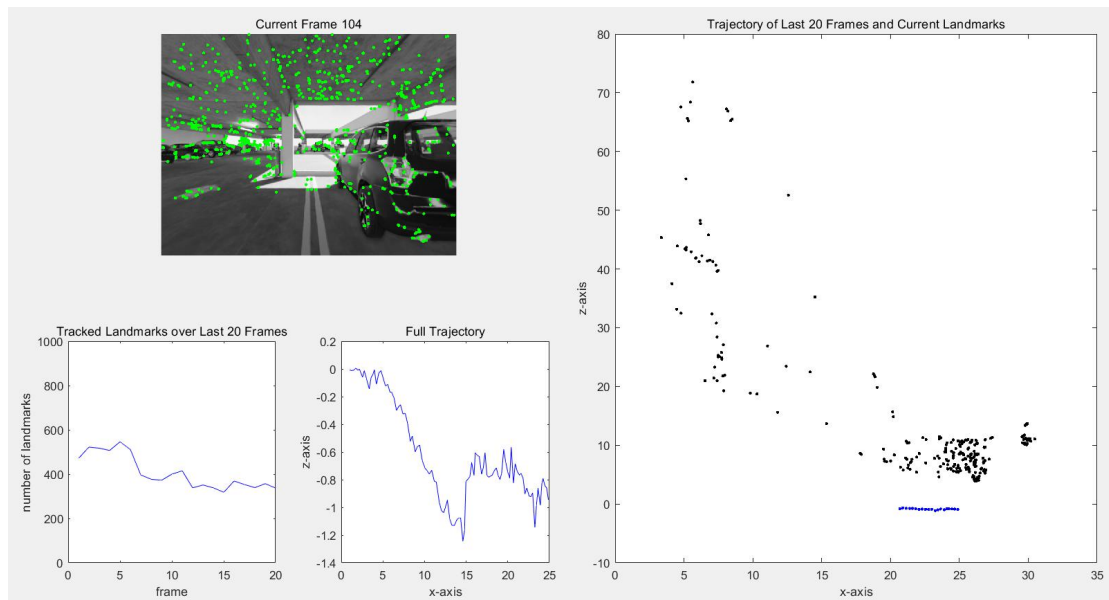 Current Frame 104
Trajectory of Last 20 Frames and Current Landmarks
80
70
60
50
40
30
20
10
0
-10
z-axis
0 5 10 15 20 25 30 35
x-axis
Tracked Landmarks over Last 20 Frames
1000
800
600
400
200
0
number of landmarks
0 5 10 15 20
frame
Full Trajectory
0.2
0
-0.2
-0.4
-0.6
-0.8
-1
-1.2
-1.4
z-axis
0 5 10 15 20 25
x-axis